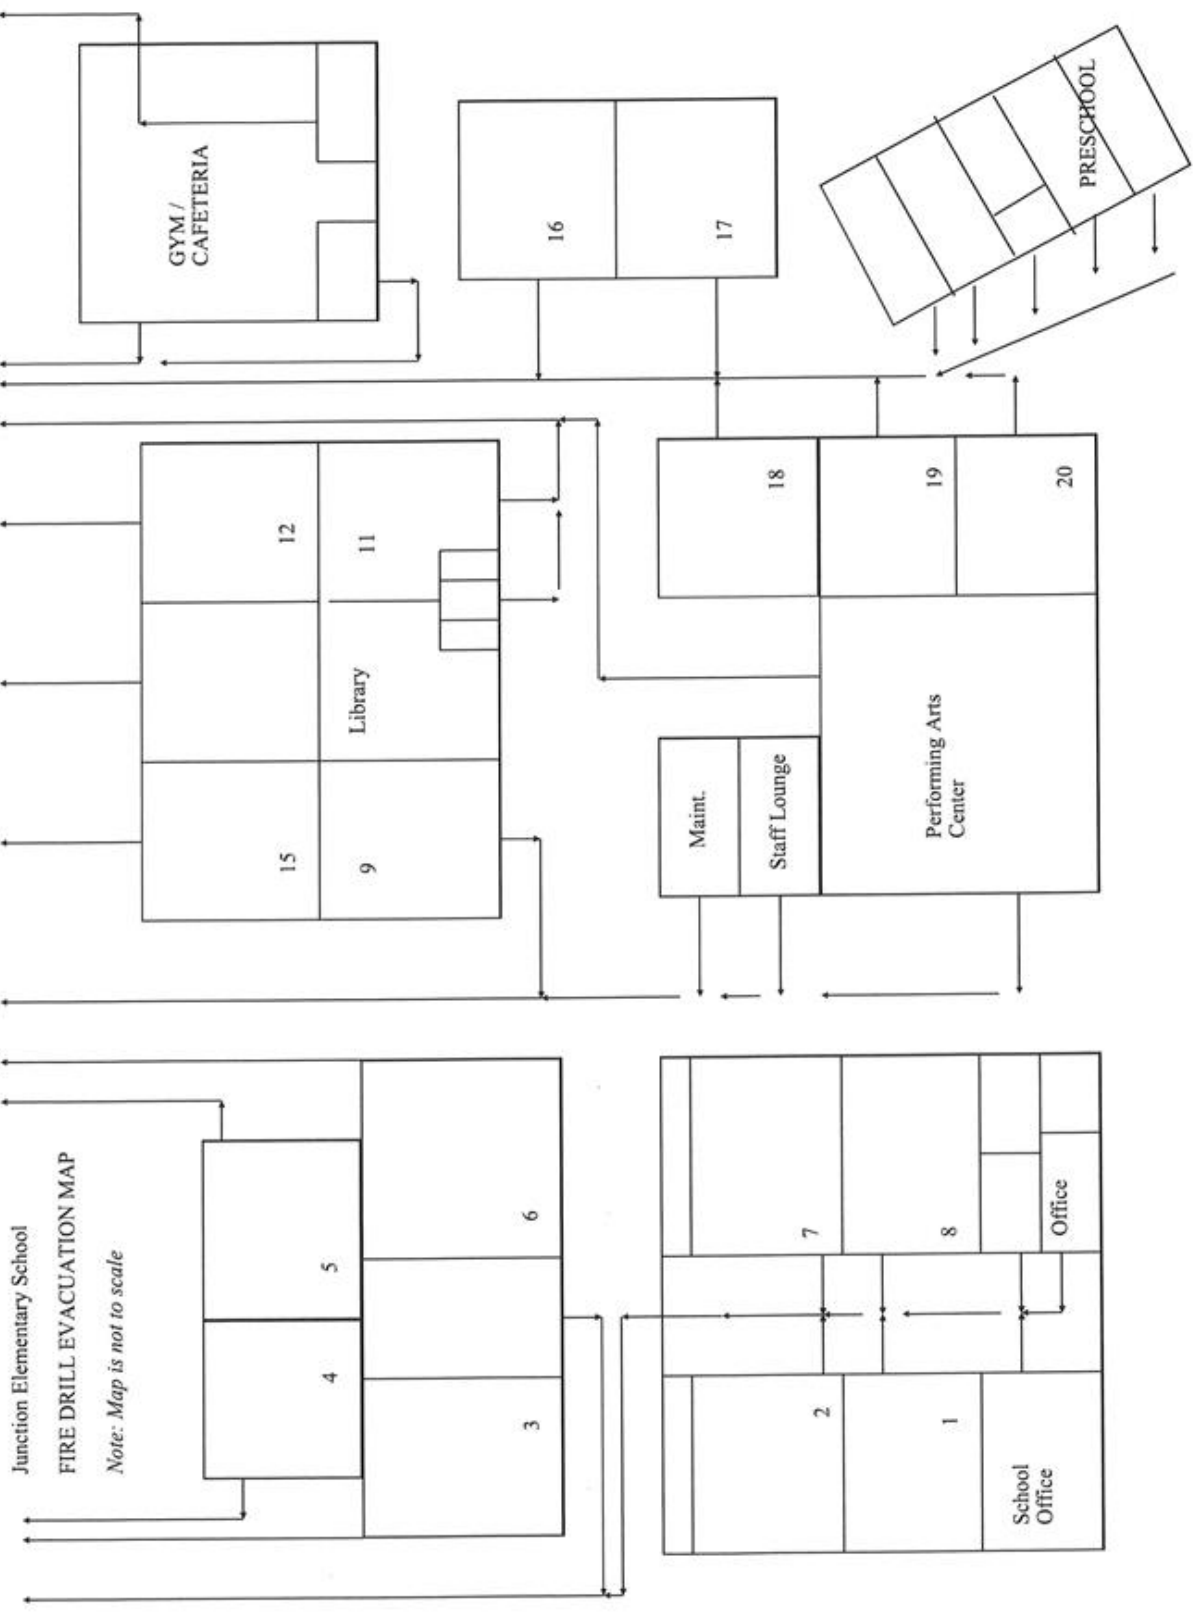 Junction Elementary School
FIRE DRILL EVACUATION MAP
Note: Map is not to scale
4
5
3
6
2
7
1
8
School
Office
Office
15
12
9
Library
11
Maint.
Staff Lounge
Performing Arts
Center
18
19
20
GYM /
CAFETERIA
16
17
PRESCHOOL